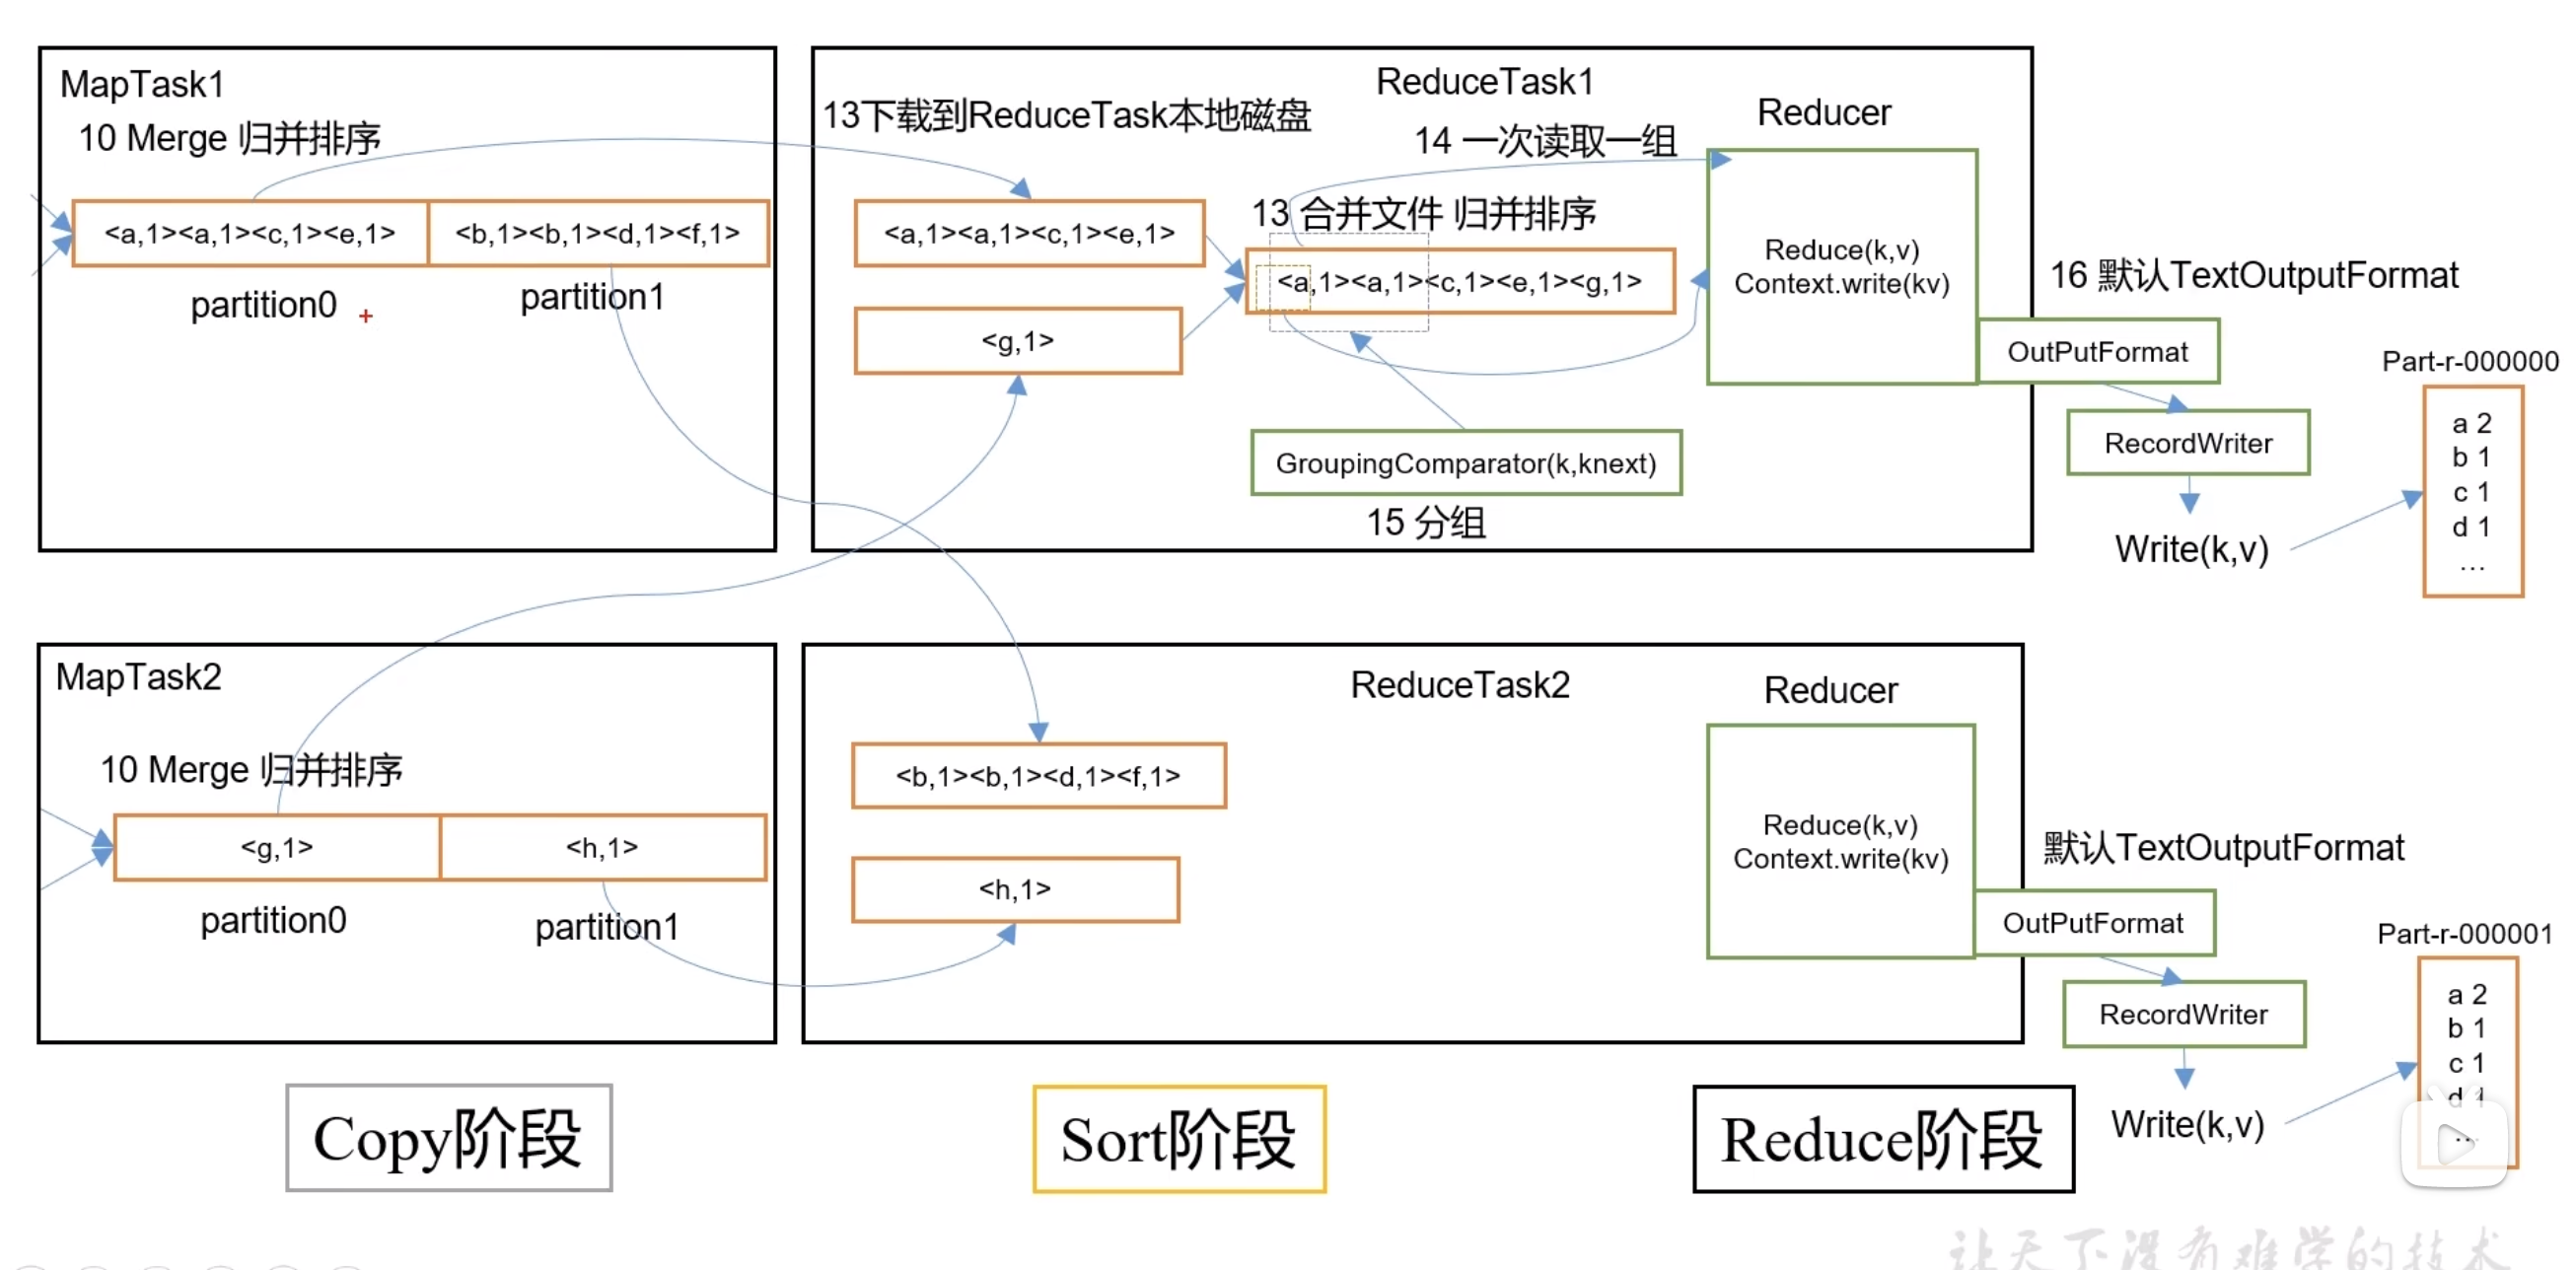 MapTask1
10 Merge 归并排序
<a,1><a,1><c,1><e,1>
<b,1><b,1><d,1><f,1>
partition0
partition1
ReduceTask1
13下载到ReduceTask本地磁盘
Reducer
14 一次读取一组
<a,1><a,1><c,1><e,1>
13 合并文件 归并排序
<a,1><a,1><c,1><e,1><g,1>
<g,1>
Reduce(k,v)
Context.write(kv)
GroupingComparator(k,knext)
15 分组
16 默认TextOutputFormat
OutPutFormat
RecordWriter
Write(k,v)
Part-r-000000
a 2
b 1
c 1
d 1
...
MapTask2
10 Merge 归并排序
<g,1>
<h,1>
partition0
partition1
ReduceTask2
Reducer
<b,1><b,1><d,1><f,1>
<h,1>
Reduce(k,v)
Context.write(kv)
默认TextOutputFormat
OutPutFormat
RecordWriter
Write(k,v)
Part-r-000001
a 2
b 1
c 1
d 1
...
Copy阶段
Sort阶段
Reduce阶段
让天下没有难学的技术